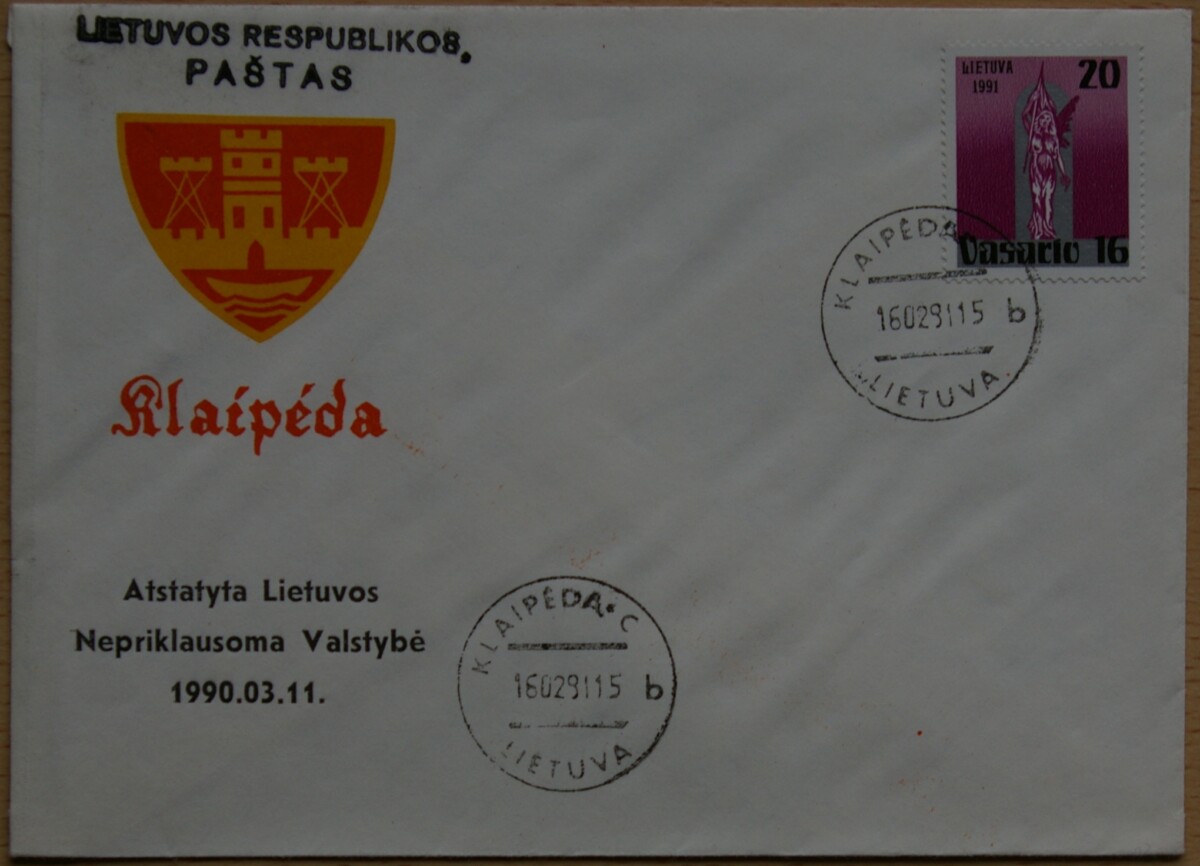 LIETUVOS RESPUBLIKOS,
PAŠTAS
LIETUVA
1991
20
Vasario 16
KLAIPĖDA
16029115 b
LIETUVA
Klaipėda
Atstatyta Lietuvos
Nepriklausoma Valstybė
1990.03.11.
KLAIPĖDA C
16029115 b
LIETUVA